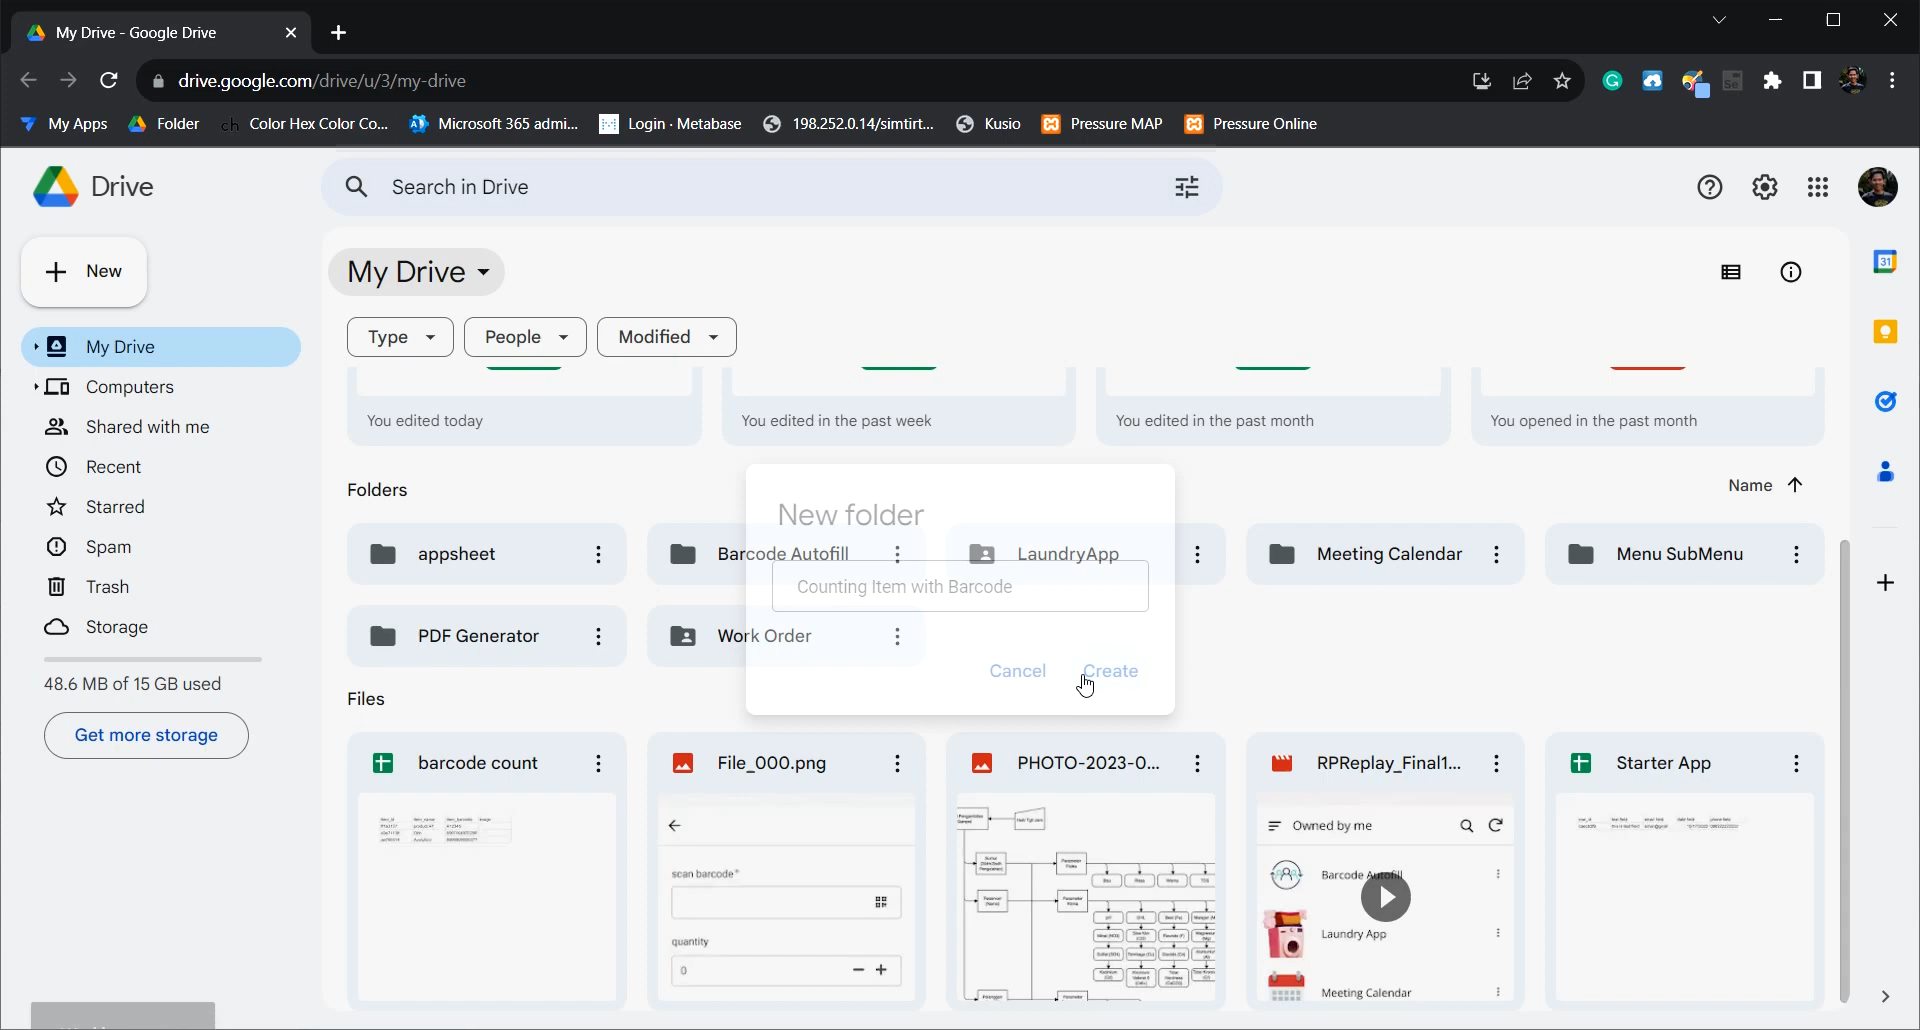 My Drive - Google Drive
drive.google.com/drive/u/3/my-drive
My Apps
Folder
ch Color Hex Color Co...
Microsoft 365 admi...
Login · Metabase
198.252.0.14/simtirt...
Kusio
Pressure MAP
Pressure Online
Drive
Search in Drive
New
My Drive
Type
People
Modified
My Drive
Computers
Shared with me
Recent
Starred
Spam
Trash
Storage
48.6 MB of 15 GB used
Get more storage
You edited today
You edited in the past week
You edited in the past month
You opened in the past month
Folders
Name
New folder
appsheet
Barcode Autofill
LaundryApp
Meeting Calendar
Menu SubMenu
Counting Item with Barcode
PDF Generator
Work Order
Cancel
Create
Files
barcode count
File_000.png
PHOTO-2023-0...
RPReplay_Final1...
Starter App
scan barcode*
quantity
0
Owned by me
Barcode Autofill
Laundry App
Meeting Calendar
31